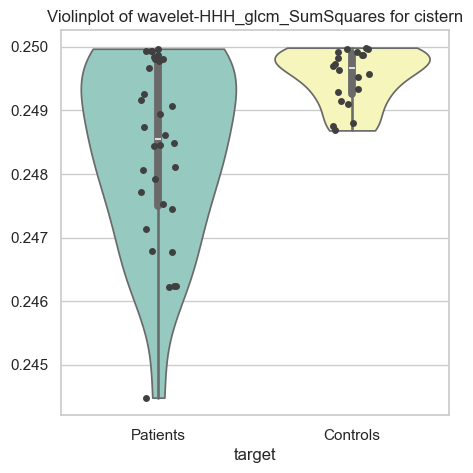 Violinplot of wavelet-HHH_glcm_SumSquares for cistern
0.250
0.249
0.248
0.247
0.246
0.245
Patients
Controls
target